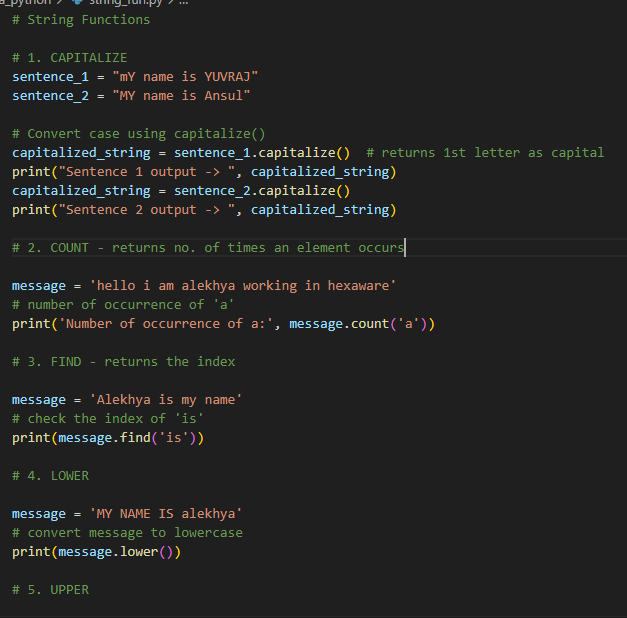 a_python > string_fun.py > ...
# String Functions
# 1. CAPITALIZE
sentence_1 = "mY name is YUVRAJ"
sentence_2 = "MY name is Ansul"
# Convert case using capitalize()
capitalized_string = sentence_1.capitalize()  # returns 1st letter as capital
print("Sentence 1 output -> ", capitalized_string)
capitalized_string = sentence_2.capitalize()
print("Sentence 2 output -> ", capitalized_string)
# 2. COUNT - returns no. of times an element occurs
message = 'hello i am alekhya working in hexaware'
# number of occurrence of 'a'
print('Number of occurrence of a:', message.count('a'))
# 3. FIND - returns the index
message = 'Alekhya is my name'
# check the index of 'is'
print(message.find('is'))
# 4. LOWER
message = 'MY NAME IS alekhya'
# convert message to lowercase
print(message.lower())
# 5. UPPER